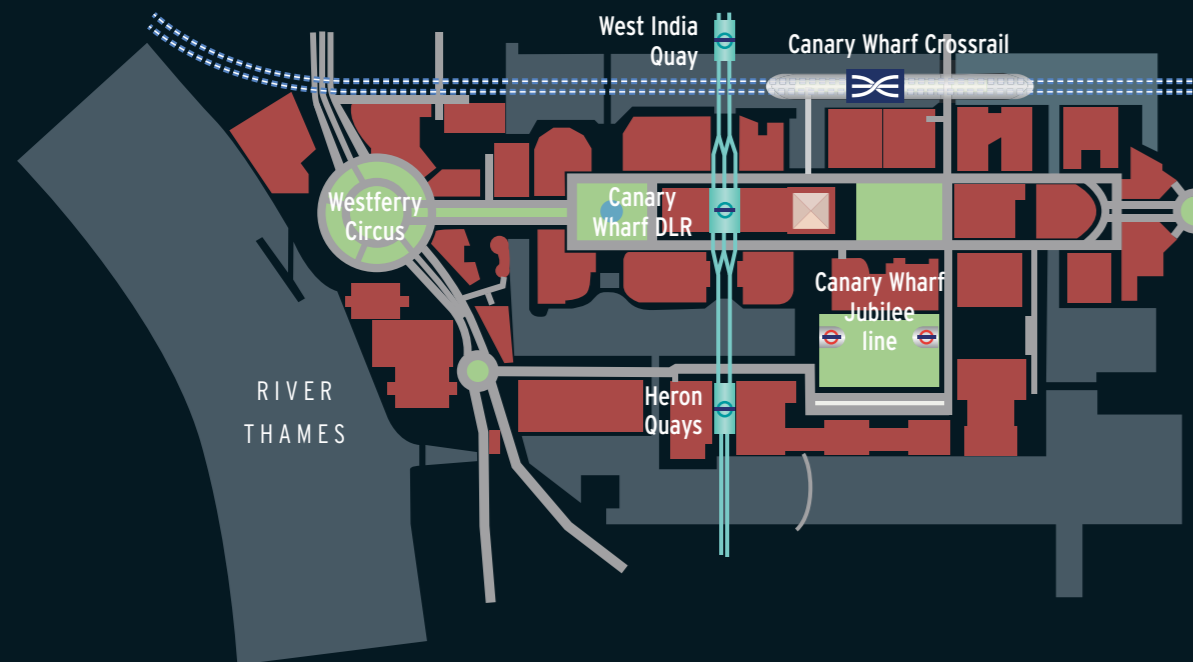 West India
Quay
Canary Wharf Crossrail
Westferry
Circus
Canary
Wharf DLR
Canary Wharf
Jubilee
line
RIVER
THAMES
Heron
Quays